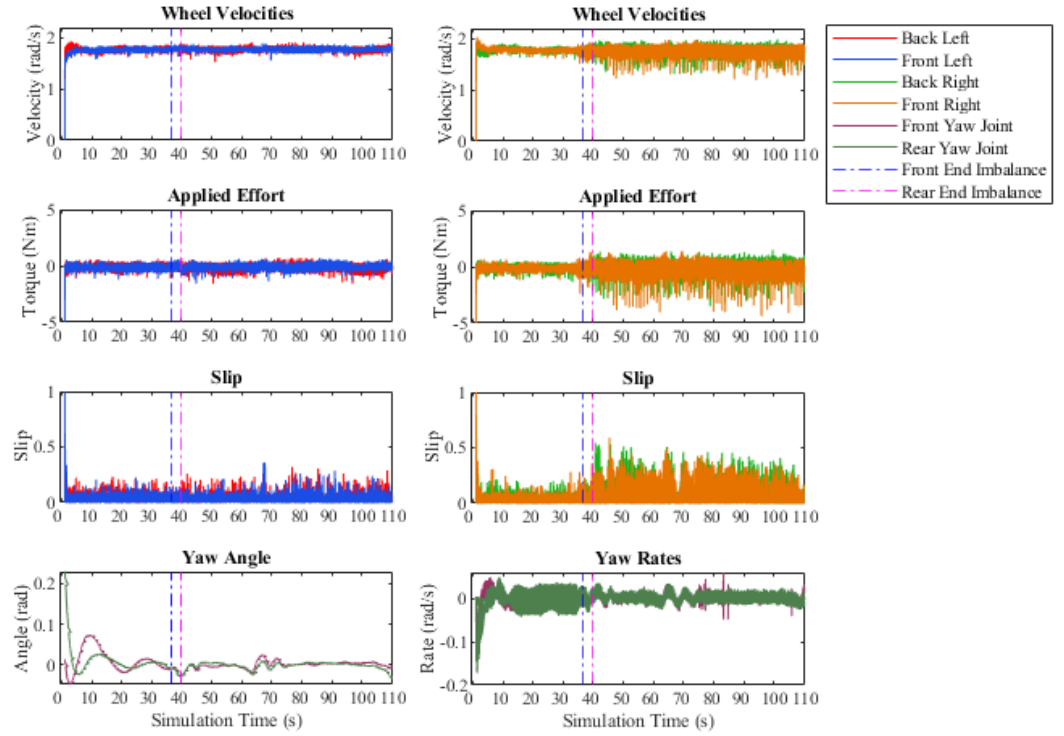 Wheel Velocities
Velocity (rad/s)
2
1
0
0 10 20 30 40 50 60 70 80 90 100 110
Wheel Velocities
Velocity (rad/s)
2
1
0
0 10 20 30 40 50 60 70 80 90 100 110
Back Left
Front Left
Back Right
Front Right
Front Yaw Joint
Rear Yaw Joint
Front End Imbalance
Rear End Imbalance
Applied Effort
Torque (Nm)
5
0
-5
0 10 20 30 40 50 60 70 80 90 100 110
Applied Effort
Torque (Nm)
5
0
-5
0 10 20 30 40 50 60 70 80 90 100 110
Slip
Slip
1
0.5
0
0 10 20 30 40 50 60 70 80 90 100 110
Slip
Slip
1
0.5
0
0 10 20 30 40 50 60 70 80 90 100 110
Yaw Angle
Angle (rad)
0.2
0.1
0
0 10 20 30 40 50 60 70 80 90 100 110
Simulation Time (s)
Yaw Rates
Rate (rad/s)
0
-0.1
-0.2
0 10 20 30 40 50 60 70 80 90 100 110
Simulation Time (s)